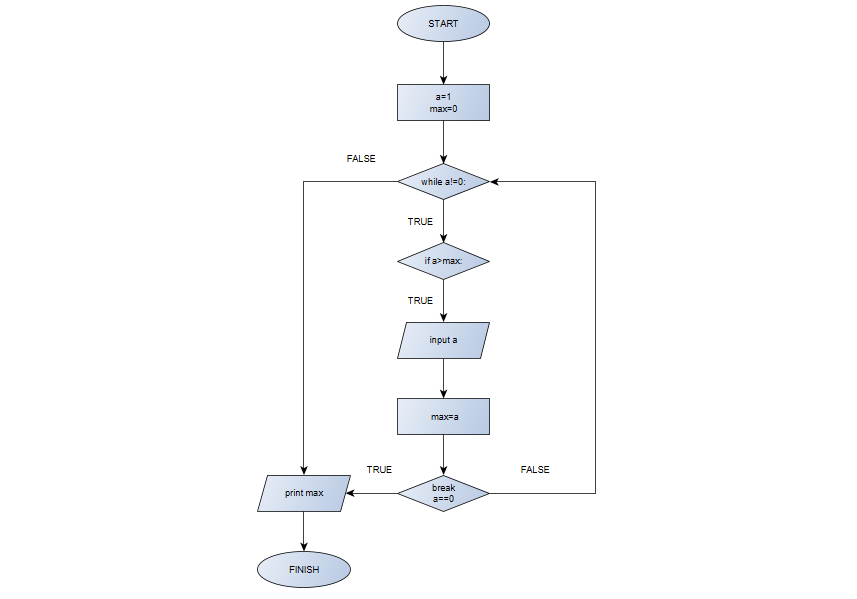 START
a=1
max=0
FALSE
while a!=0:
TRUE
if a>max:
TRUE
input a
max=a
TRUE
FALSE
break
a==0
print max
FINISH